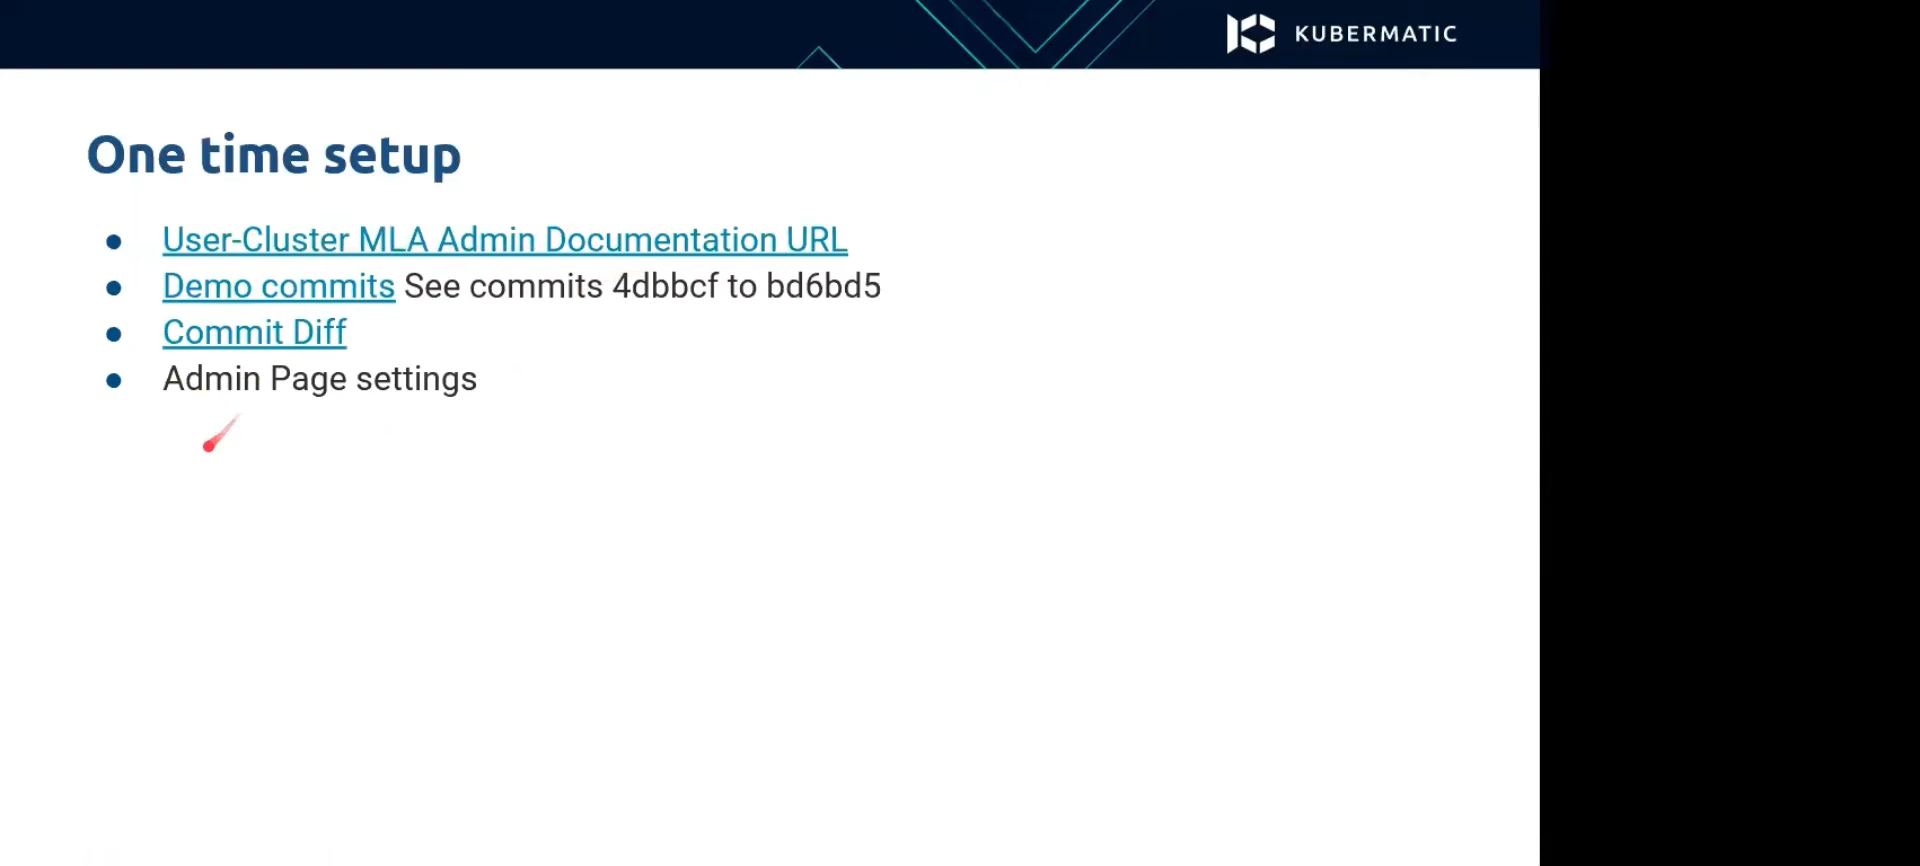 KUBERMATIC
One time setup
User-Cluster MLA Admin Documentation URL
Demo commits See commits 4dbbcf to bd6bd5
Commit Diff
Admin Page settings